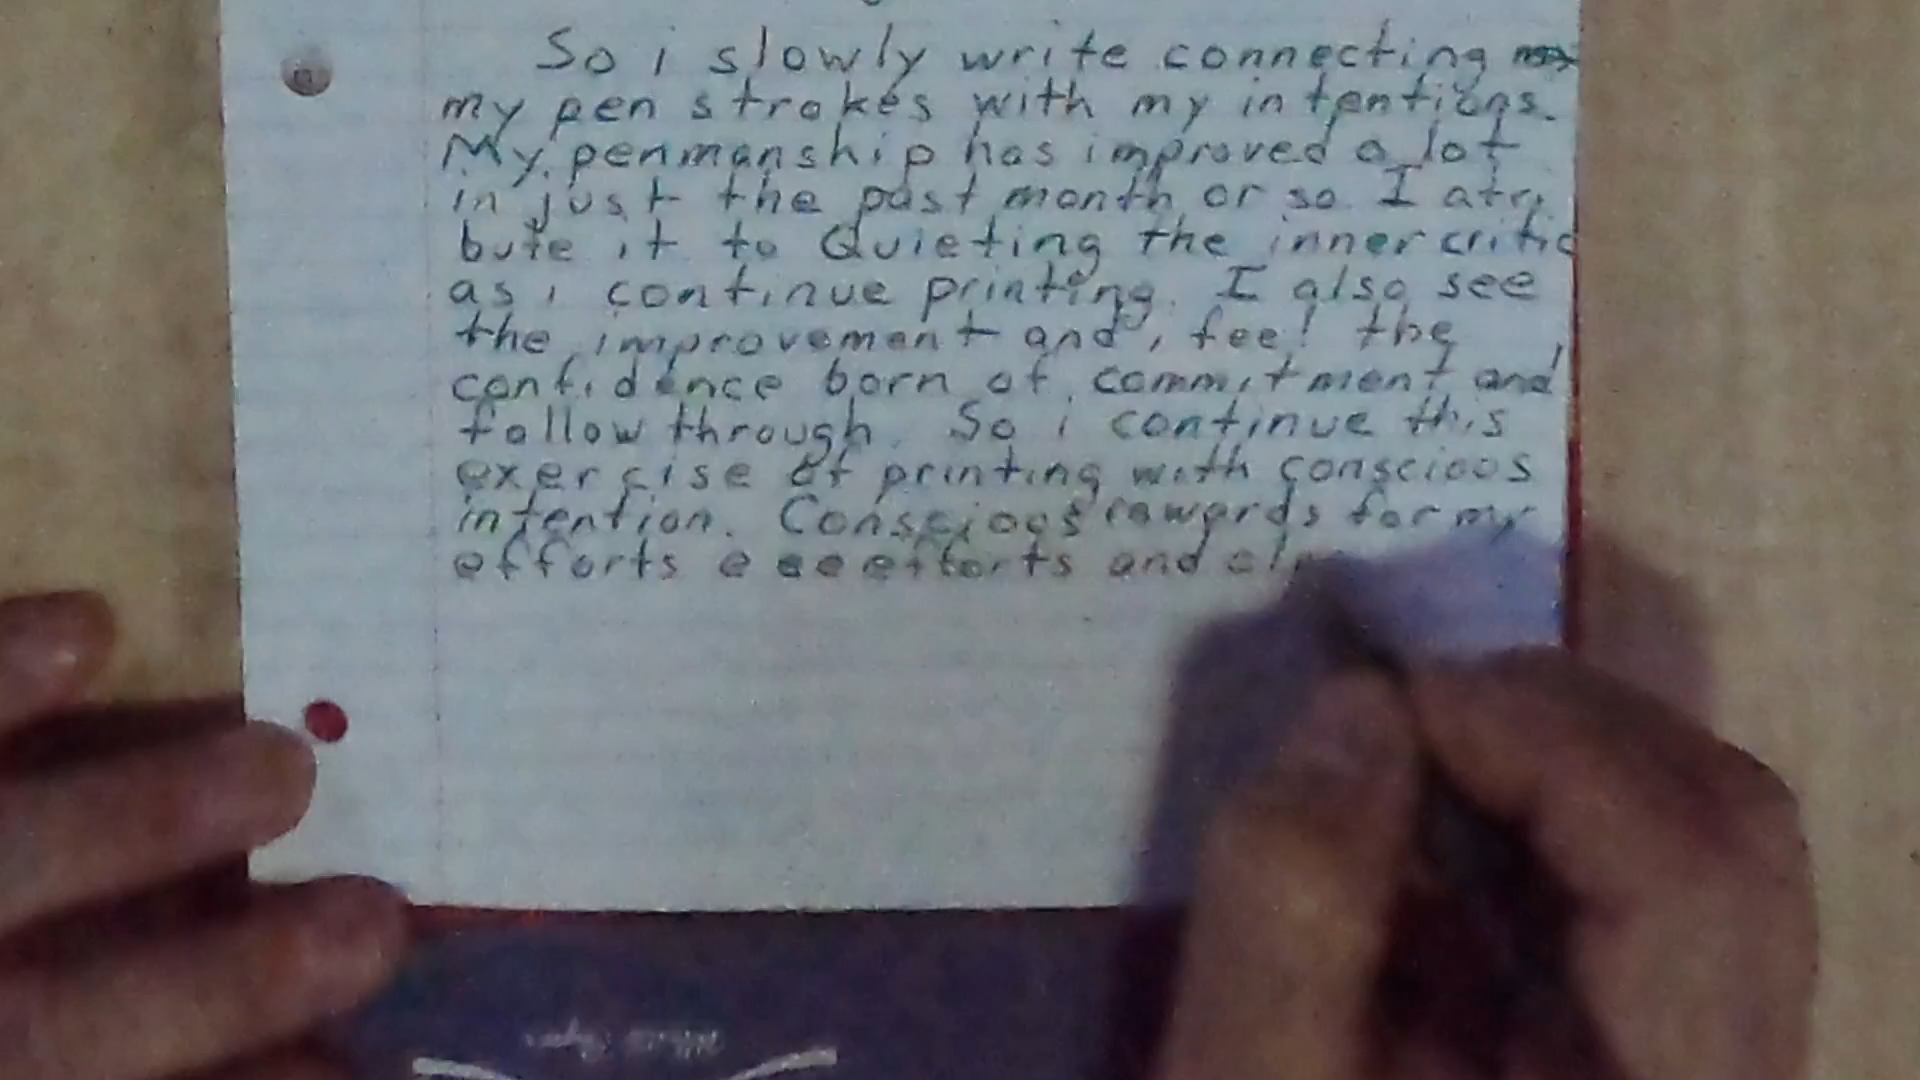 So i slowly write connecting
my pen strokes with my intentions.
My penmanship has improved a lot
in just the past month or so I atri
bute it to Quieting the inner critic
as i continue printing. I also see
the improvement and i feel the
confidence born of commitment and
follow through. So i continue this
exercise of printing with conscious
intention. Conscious rewards for my
efforts e e e efforts and